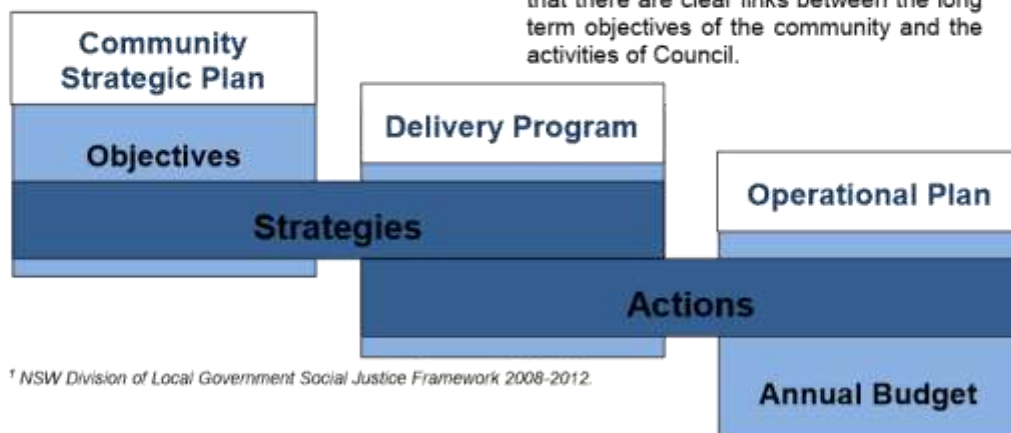 that there are clear links between the long
term objectives of the community and the
activities of Council.
Community
Strategic Plan
Objectives
Delivery Program
Operational Plan
Strategies
Actions
Annual Budget
¹ NSW Division of Local Government Social Justice Framework 2008-2012.